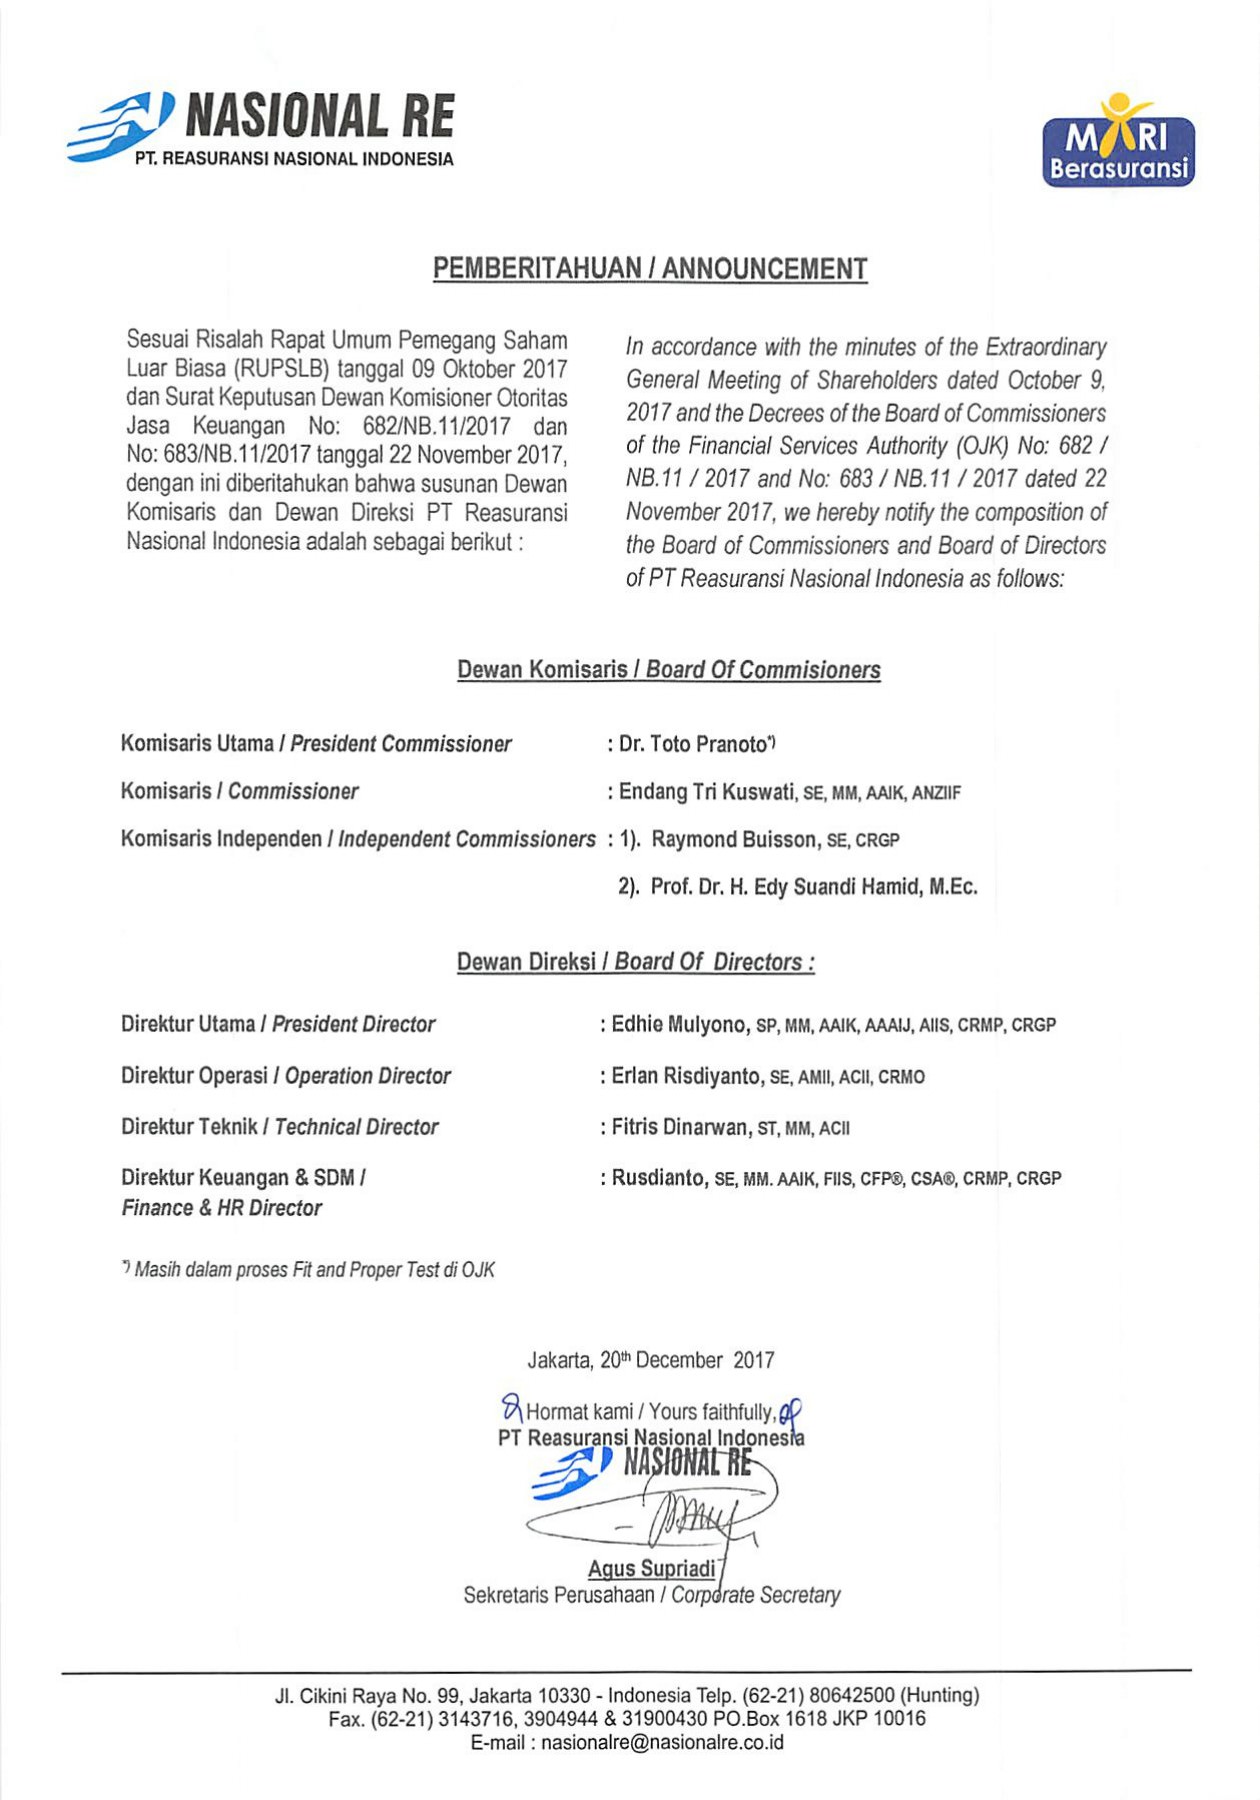 NASIONAL RE
PT. REASURANSI NASIONAL INDONESIA
MARI
Berasuransi
PEMBERITAHUAN / ANNOUNCEMENT
Sesuai Risalah Rapat Umum Pemegang Saham
Luar Biasa (RUPSLB) tanggal 09 Oktober 2017
dan Surat Keputusan Dewan Komisioner Otoritas
Jasa Keuangan No: 682/NB.11/2017 dan
No: 683/NB.11/2017 tanggal 22 November 2017,
dengan ini diberitahukan bahwa susunan Dewan
Komisaris dan Dewan Direksi PT Reasuransi
Nasional Indonesia adalah sebagai berikut :
In accordance with the minutes of the Extraordinary
General Meeting of Shareholders dated October 9,
2017 and the Decrees of the Board of Commissioners
of the Financial Services Authority (OJK) No: 682 /
NB.11 / 2017 and No: 683 / NB.11 / 2017 dated 22
November 2017, we hereby notify the composition of
the Board of Commissioners and Board of Directors
of PT Reasuransi Nasional Indonesia as follows:
Dewan Komisaris / Board Of Commisioners
Komisaris Utama / President Commissioner : Dr. Toto Pranoto*)
Komisaris / Commissioner : Endang Tri Kuswati, SE, MM, AAIK, ANZIIF
Komisaris Independen / Independent Commissioners : 1). Raymond Buisson, SE, CRGP
2). Prof. Dr. H. Edy Suandi Hamid, M.Ec.
Dewan Direksi / Board Of Directors :
Direktur Utama / President Director : Edhie Mulyono, SP, MM, AAIK, AAAIJ, AIIS, CRMP, CRGP
Direktur Operasi / Operation Director : Erlan Risdiyanto, SE, AMII, ACII, CRMO
Direktur Teknik / Technical Director : Fitris Dinarwan, ST, MM, ACII
Direktur Keuangan & SDM / : Rusdianto, SE, MM. AAIK, FIIS, CFP®, CSA®, CRMP, CRGP
Finance & HR Director
*) Masih dalam proses Fit and Proper Test di OJK
Jakarta, 20th December 2017
Hormat kami / Yours faithfully,
PT Reasuransi Nasional Indonesia
NASIONAL RE
Agus Supriadi
Sekretaris Perusahaan / Corporate Secretary
Jl. Cikini Raya No. 99, Jakarta 10330 - Indonesia Telp. (62-21) 80642500 (Hunting)
Fax. (62-21) 3143716, 3904944 & 31900430 PO.Box 1618 JKP 10016
E-mail : nasionalre@nasionalre.co.id